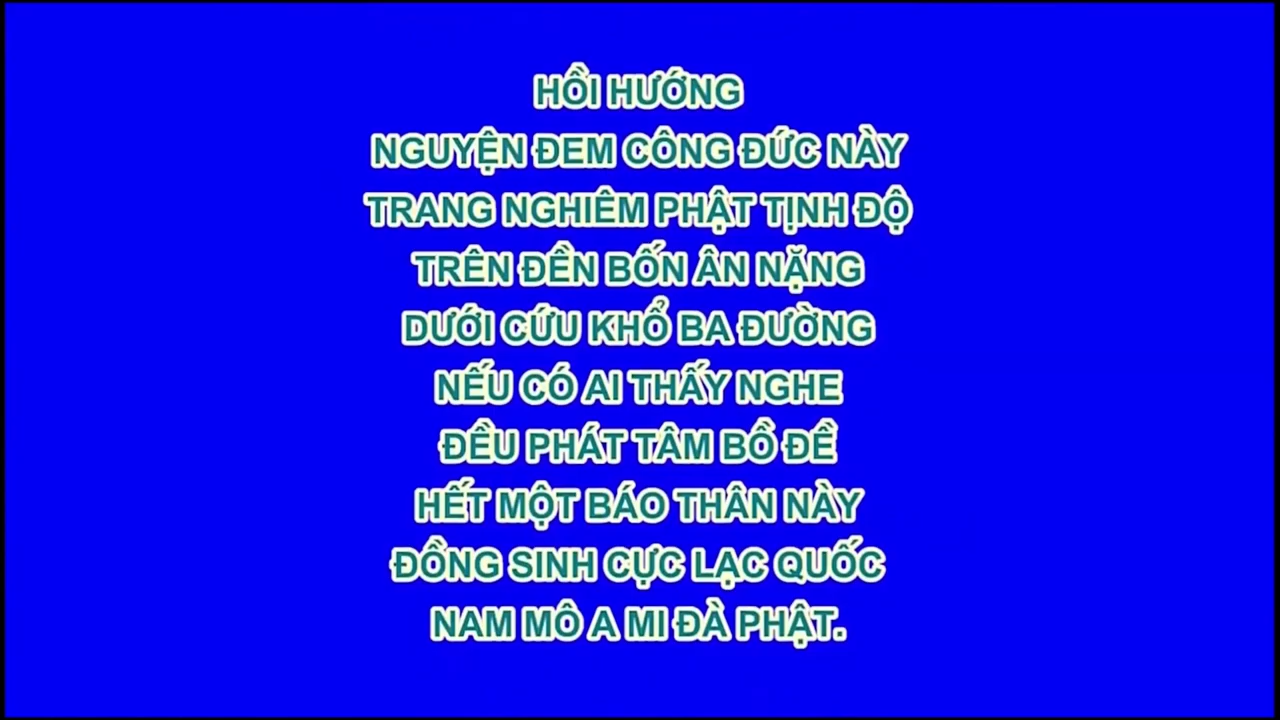 HỒI HƯỚNG
NGUYỆN ĐEM CÔNG ĐỨC NÀY
TRANG NGHIÊM PHẬT TỊNH ĐỘ
TRÊN ĐỀN BỐN ÂN NẶNG
DƯỚI CỨU KHỔ BA ĐƯỜNG
NẾU CÓ AI THẤY NGHE
ĐỀU PHÁT TÂM BỒ ĐỀ
HẾT MỘT BÁO THÂN NÀY
ĐỒNG SINH CỰC LẠC QUỐC
NAM MÔ A MI ĐÀ PHẬT.